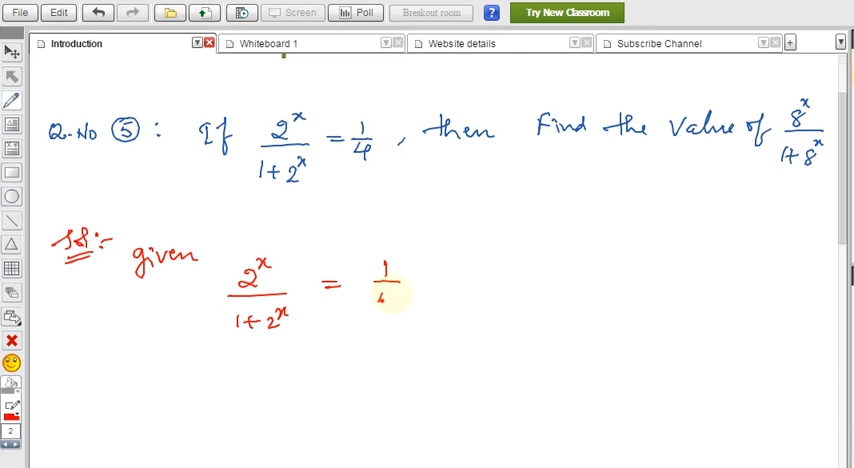 File Edit Screen Poll Breakout room ? Try New Classroom
Introduction Whiteboard 1 Website details Subscribe Channel
Q.No ⑤ : If 2^x / (1+2^x) = 1/4 , then Find the value of 8^x / (1+8^x)
Sol:-
given
2^x / (1+2^x) = 1/
2